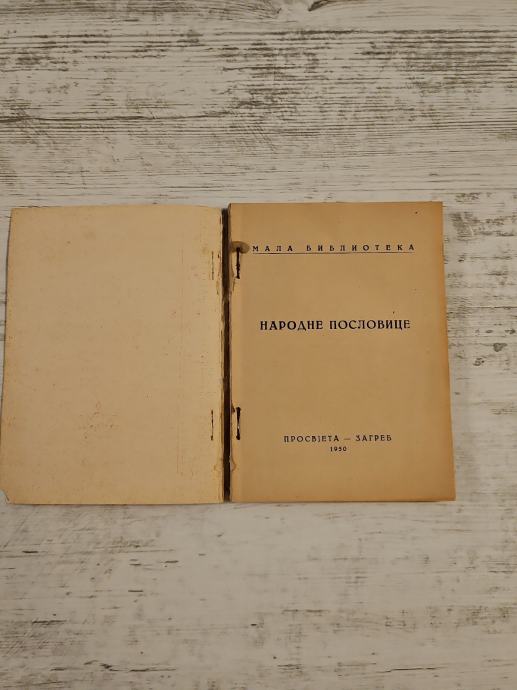 МАЛА БИБЛИОТЕКА
НАРОДНЕ ПОСЛОВИЦЕ
ПРОСВЈЕТА — ЗАГРЕБ
1950